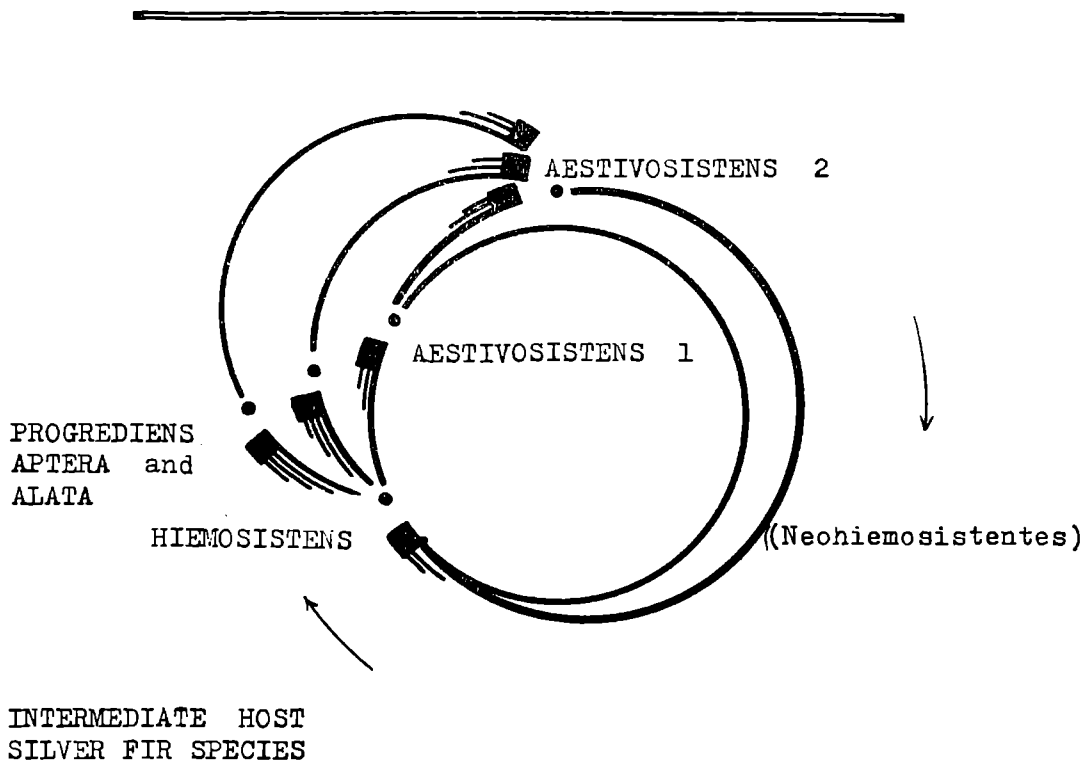 AESTIVOSISTENS 2
AESTIVOSISTENS 1
PROGREDIENS
APTERA and
ALATA
HIEMOSISTENS
((Neohiemosistentes)
INTERMEDIATE HOST
SILVER FIR SPECIES